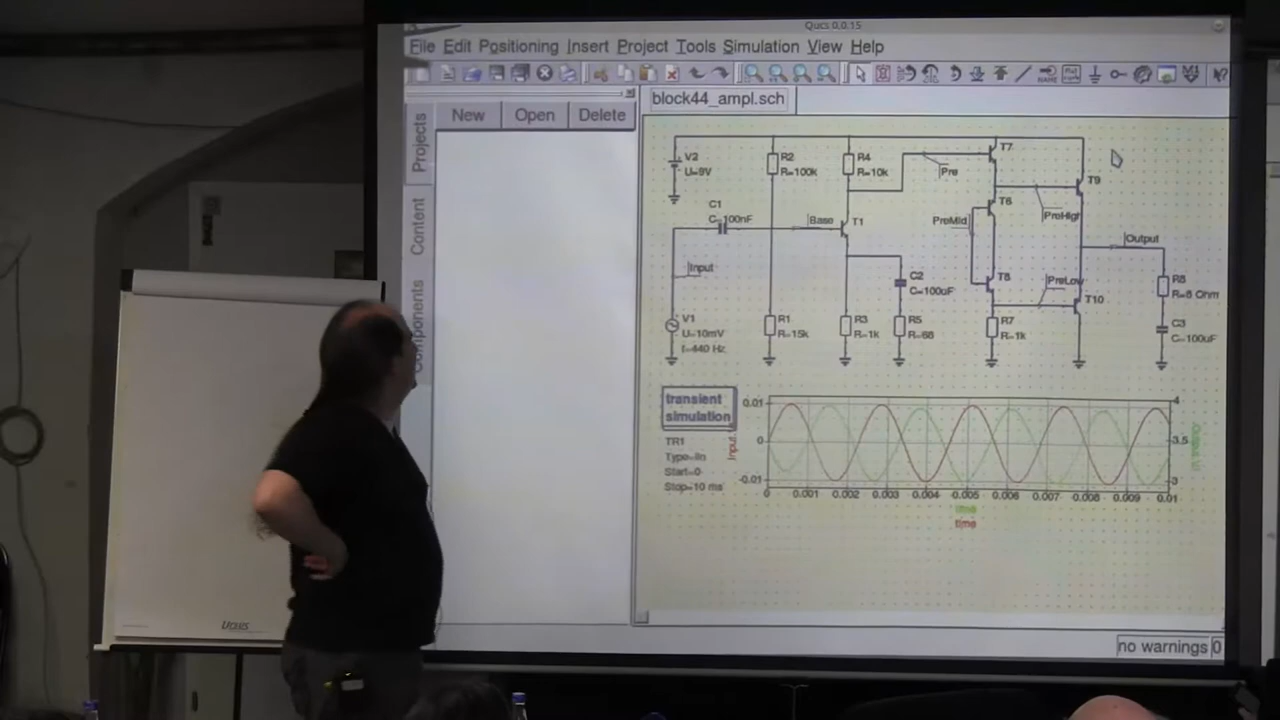 Qucs 0.0.15
File Edit Positioning Insert Project Tools Simulation View Help
Projects
Content
Components
New Open Delete
block44_ampl.sch
V2
U=9V
R2
R=100k
R4
R=10k
Pre
T7
T9
C1
C=100nF
Base
T1
PreMid
T6
PreHigh
Output
Input
C2
C=100uF
T8
PreLow
T10
R8
R=8 Ohm
V1
U=10mV
f=440 Hz
R1
R=15k
R3
R=1k
R5
R=68
R7
R=1k
C3
C=100uF
transient
simulation
TR1
Type=lin
Start=0
Stop=10 ms
0.01
0
-0.01
4
3.5
3
0 0.001 0.002 0.003 0.004 0.005 0.006 0.007 0.008 0.009 0.01
time
time
no warnings 0